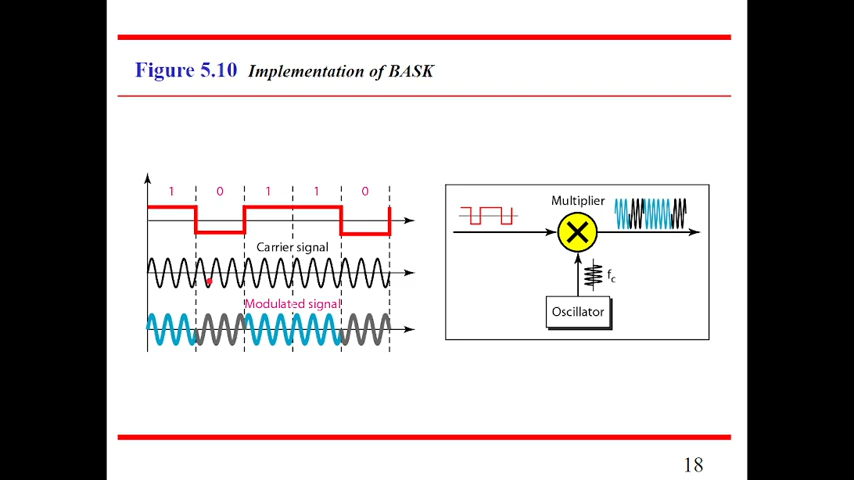 Figure 5.10 Implementation of BASK
1 0 1 1 0
Carrier signal
Modulated signal
Multiplier
fc
Oscillator
18